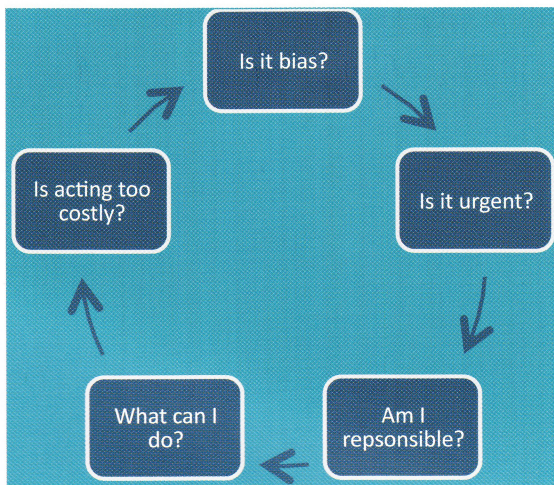 Is it bias?
Is it urgent?
Am I
repsonsible?
What can I
do?
Is acting too
costly?